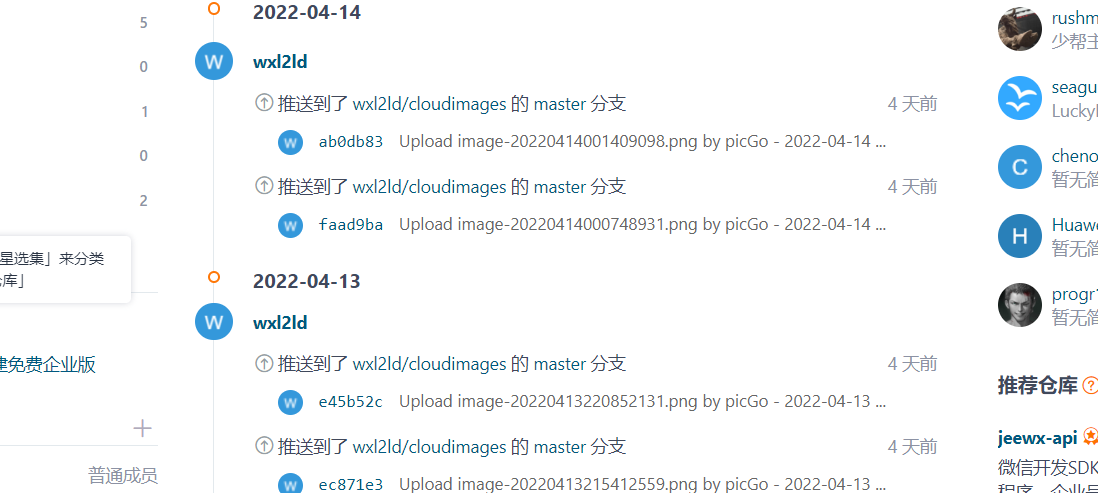 5
0
1
0
2
星选集」来分类
仓库」
建免费企业版
普通成员
2022-04-14
W
wxl2ld
推送到了 wxl2ld/cloudimages 的 master 分支
4 天前
W ab0db83 Upload image-20220414001409098.png by picGo - 2022-04-14 ...
推送到了 wxl2ld/cloudimages 的 master 分支
4 天前
W faad9ba Upload image-20220414000748931.png by picGo - 2022-04-14 ...
2022-04-13
W
wxl2ld
推送到了 wxl2ld/cloudimages 的 master 分支
4 天前
W e45b52c Upload image-20220413220852131.png by picGo - 2022-04-13 ...
推送到了 wxl2ld/cloudimages 的 master 分支
4 天前
W ec871e3 Upload image-20220413215412559.png by picGo - 2022-04-13 ...
rushm
少帮主
seagu
Lucky
C
cheno
暂无简
H
Huawe
暂无简
progr
暂无简
推荐仓库 ?
jeewx-api
微信开发SDK
程序、企业号